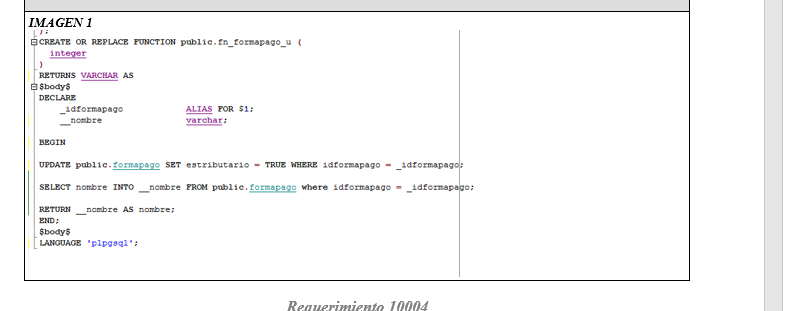 IMAGEN 1
);
CREATE OR REPLACE FUNCTION public.fn_formapago_u (
integer
)
RETURNS VARCHAR AS
$body$
DECLARE
_idformapago ALIAS FOR $1;
__nombre varchar;
BEGIN
UPDATE public.formapago SET estributario = TRUE WHERE idformapago = _idformapago;
SELECT nombre INTO __nombre FROM public.formapago where idformapago = _idformapago;
RETURN __nombre AS nombre;
END;
$body$
LANGUAGE 'plpgsql';
Requerimiento 10004